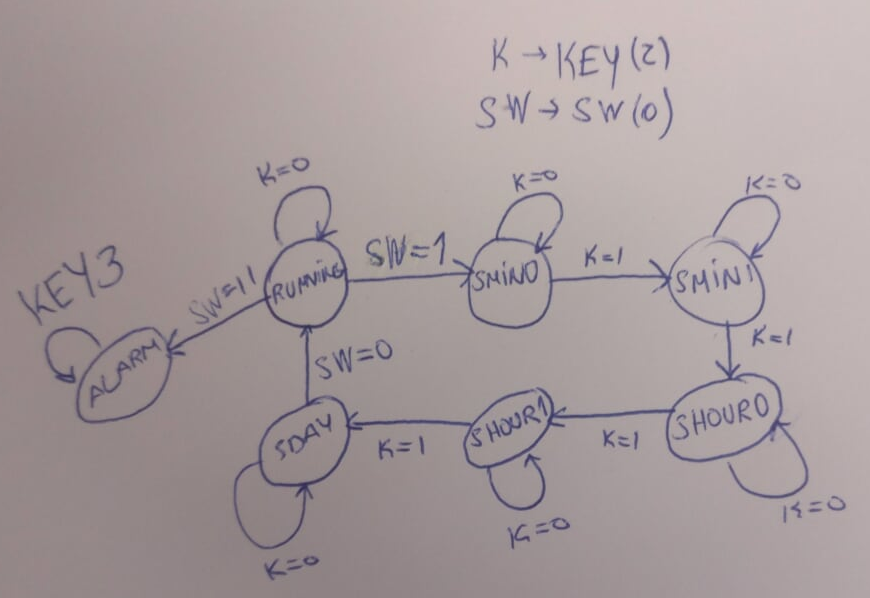 K → KEY(2)
SW → SW(0)
K=0
K=0
K=0
KEY3
SW=11
RUNNING
SW=1
SMIN0
K=1
SMIN1
ALARM
SW=0
K=1
SDAY
K=1
SHOUR1
K=1
SHOUR0
K=0
K=0
K=0